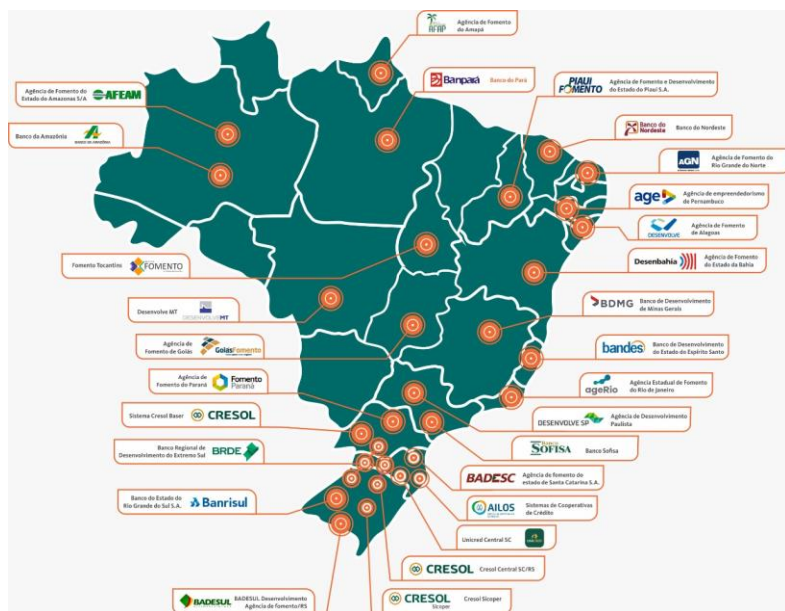 AFAP
Agência de Fomento
do Amapá
Agência de Fomento do
Estado do Amazonas S/A
AFEAM
Banpará
Banco do Pará
PIAUÍ
FOMENTO
Agência de Fomento e Desenvolvimento
do Estado do Piauí S.A.
Banco da Amazônia
BANCO DA AMAZÔNIA
Banco do
Nordeste
Banco do Nordeste
AGN
Agência de Fomento do
Rio Grande do Norte
age
Agência de empreendedorismo
de Pernambuco
DESENVOLVE
Agência de Fomento
de Alagoas
Fomento Tocantins
FOMENTO
Desenbahia
Agência de Fomento
do Estado da Bahia
Desenvolve MT
DESENVOLVE MT
BDMG
Banco de Desenvolvimento
de Minas Gerais
Agência de
Fomento de Goiás
GoiásFomento
bandes
Banco de Desenvolvimento
do Estado do Espírito Santo
Agência de
Fomento do Paraná
Fomento
Paraná
ageRio
Agência Estadual de Fomento
do Rio de Janeiro
Sistema Cresol Baser
CRESOL
DESENVOLVE SP
Agência de Desenvolvimento
Paulista
Banco Regional de
Desenvolvimento do Extremo Sul
BRDE
BANCO
SOFISA
Banco Sofisa
BADESC
Agência de fomento do
estado de Santa Catarina S.A.
Banco do Estado do
Rio Grande do Sul S.A.
Banrisul
AILOS
Sistemas de Cooperativas
de Crédito
Unicred Central SC
CRESOL
Cresol Central SC/RS
BADESUL
BADESUL Desenvolvimento
Agência de fomento/RS
CRESOL
Sicoper
Cresol Sicoper